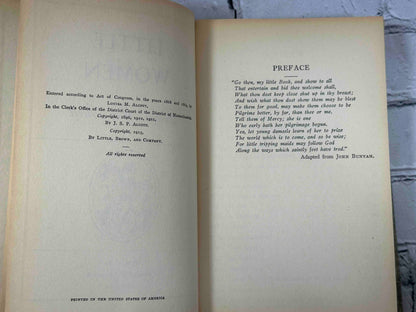 Entered according to Act of Congress, in the years 1868 and 1869, by
LOUISA M. ALCOTT,
In the Clerk's Office of the District Court of the District of Massachusetts.
Copyright, 1896, 1910, 1911,
BY J. S. P. ALCOTT.
Copyright, 1915,
BY LITTLE, BROWN, AND COMPANY.
All rights reserved
PRINTED IN THE UNITED STATES OF AMERICA
PREFACE
"Go then, my little Book, and show to all
That entertain and bid thee welcome shall,
What thou dost keep close shut up in thy breast;
And wish what thou dost show them may be blest
To them for good, may make them choose to be
Pilgrims better, by far, than thee or me.
Tell them of Mercy; she is one
Who early hath her pilgrimage begun.
Yea, let young damsels learn of her to prize
The world which is to come, and so be wise;
For little tripping maids may follow God
Along the ways which saintly feet have trod."
Adapted from JOHN BUNYAN.